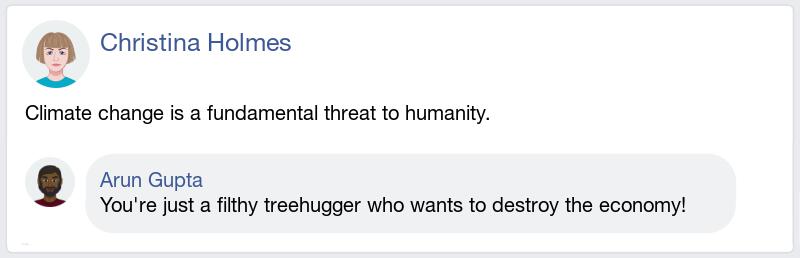 Christina Holmes
Climate change is a fundamental threat to humanity.
Arun Gupta
You're just a filthy treehugger who wants to destroy the economy!